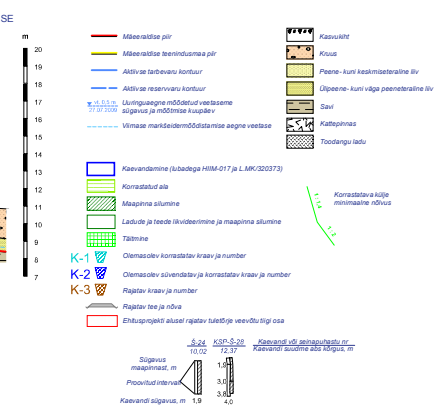 SE
m
20
19
18
17
16
15
14
13
12
11
10
9
8
7
Mäeeraldise piir
Mäeeraldise teenindusmaa piir
Aktiivse tarbevaru kontuur
Aktiivse reservvaru kontuur
vt. 0,5 m
27.07.2009
Uuringuaegne mõõdetud veetaseme
sügavus ja mõõtmise kuupäev
Viimase markšeidermõõdistamise aegne veetase
Kasvukiht
Kruus
Peene- kuni keskmiseteraline liiv
Ülipeene- kuni väga peeneteraline liiv
Savi
Kattepinnas
Toodangu ladu
Kaevandamine (lubadega HIIM-017 ja L.MK/320373)
Korrastatud ala
Maapinna silumine
Ladude ja teede likvideerimine ja maapinna silumine
Täitmine
K-1 Olemasolev korrastatav kraav ja number
K-2 Olemasolev süvendatav ja korrastatav kraav ja number
K-3 Rajatav kraav ja number
Rajatav tee ja nõva
Ehitusprojekti alusel rajatav tuletõrje veevõtu tiigi osa
Korrastatava külje
minimaalne nõlvus
Š-24 KSP-Š-28 Kaevandi või seinapuhastu nr
10,02 12.37 Kaevandi suudme abs kõrgus, m
Sügavus
maapinnast, m
Proovitud intervall
Kaevandi sügavus, m 1,9
1,9
3,0
3,8
4,0